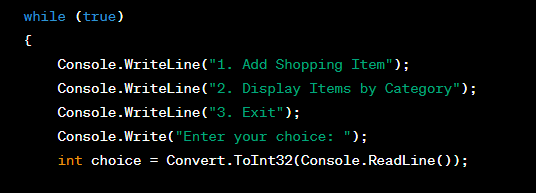 while (true)
{
    Console.WriteLine("1. Add Shopping Item");
    Console.WriteLine("2. Display Items by Category");
    Console.WriteLine("3. Exit");
    Console.Write("Enter your choice: ");
    int choice = Convert.ToInt32(Console.ReadLine());